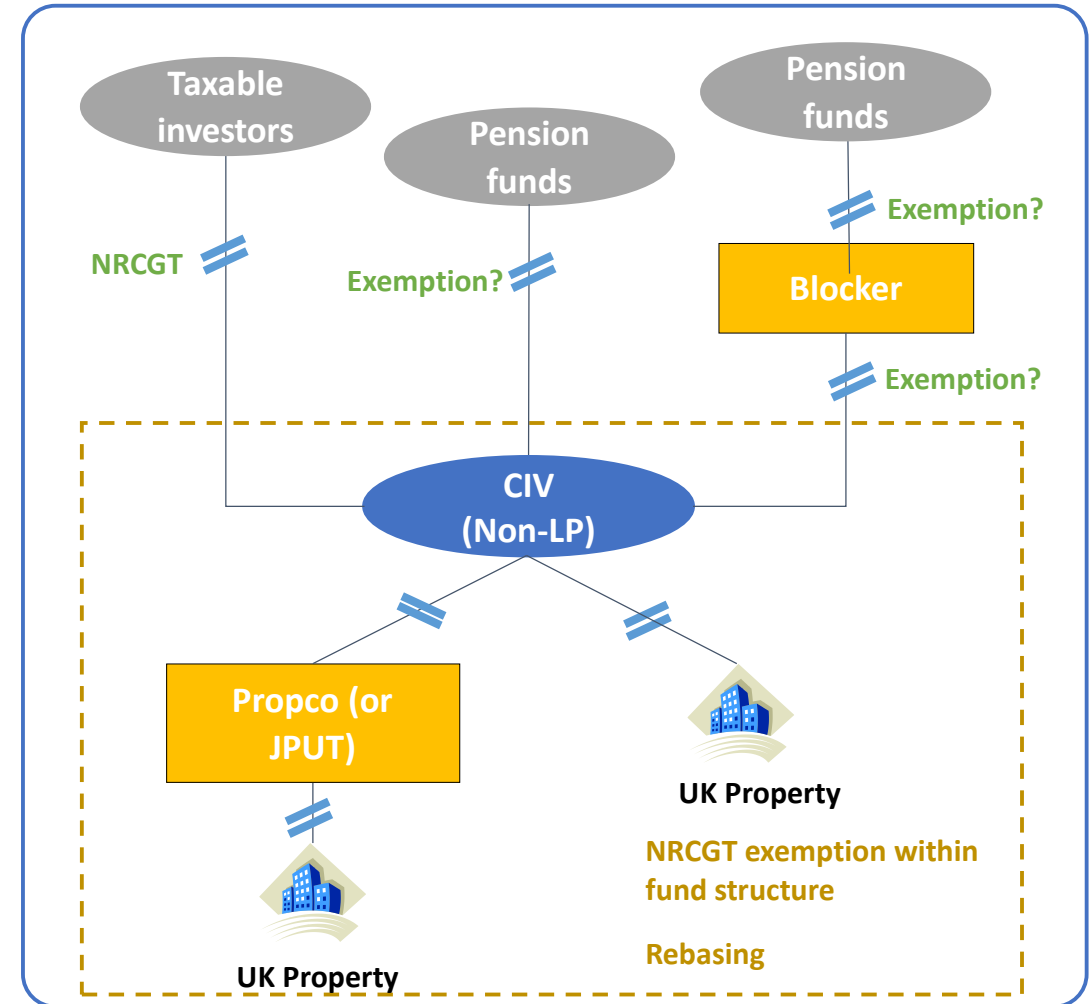 Taxable
investors
Pension
funds
Pension
funds
NRCGT
Exemption?
Exemption?
Blocker
Exemption?
CIV
(Non-LP)
Propco (or
JPUT)
UK Property
NRCGT exemption within
fund structure
Rebasing
UK Property